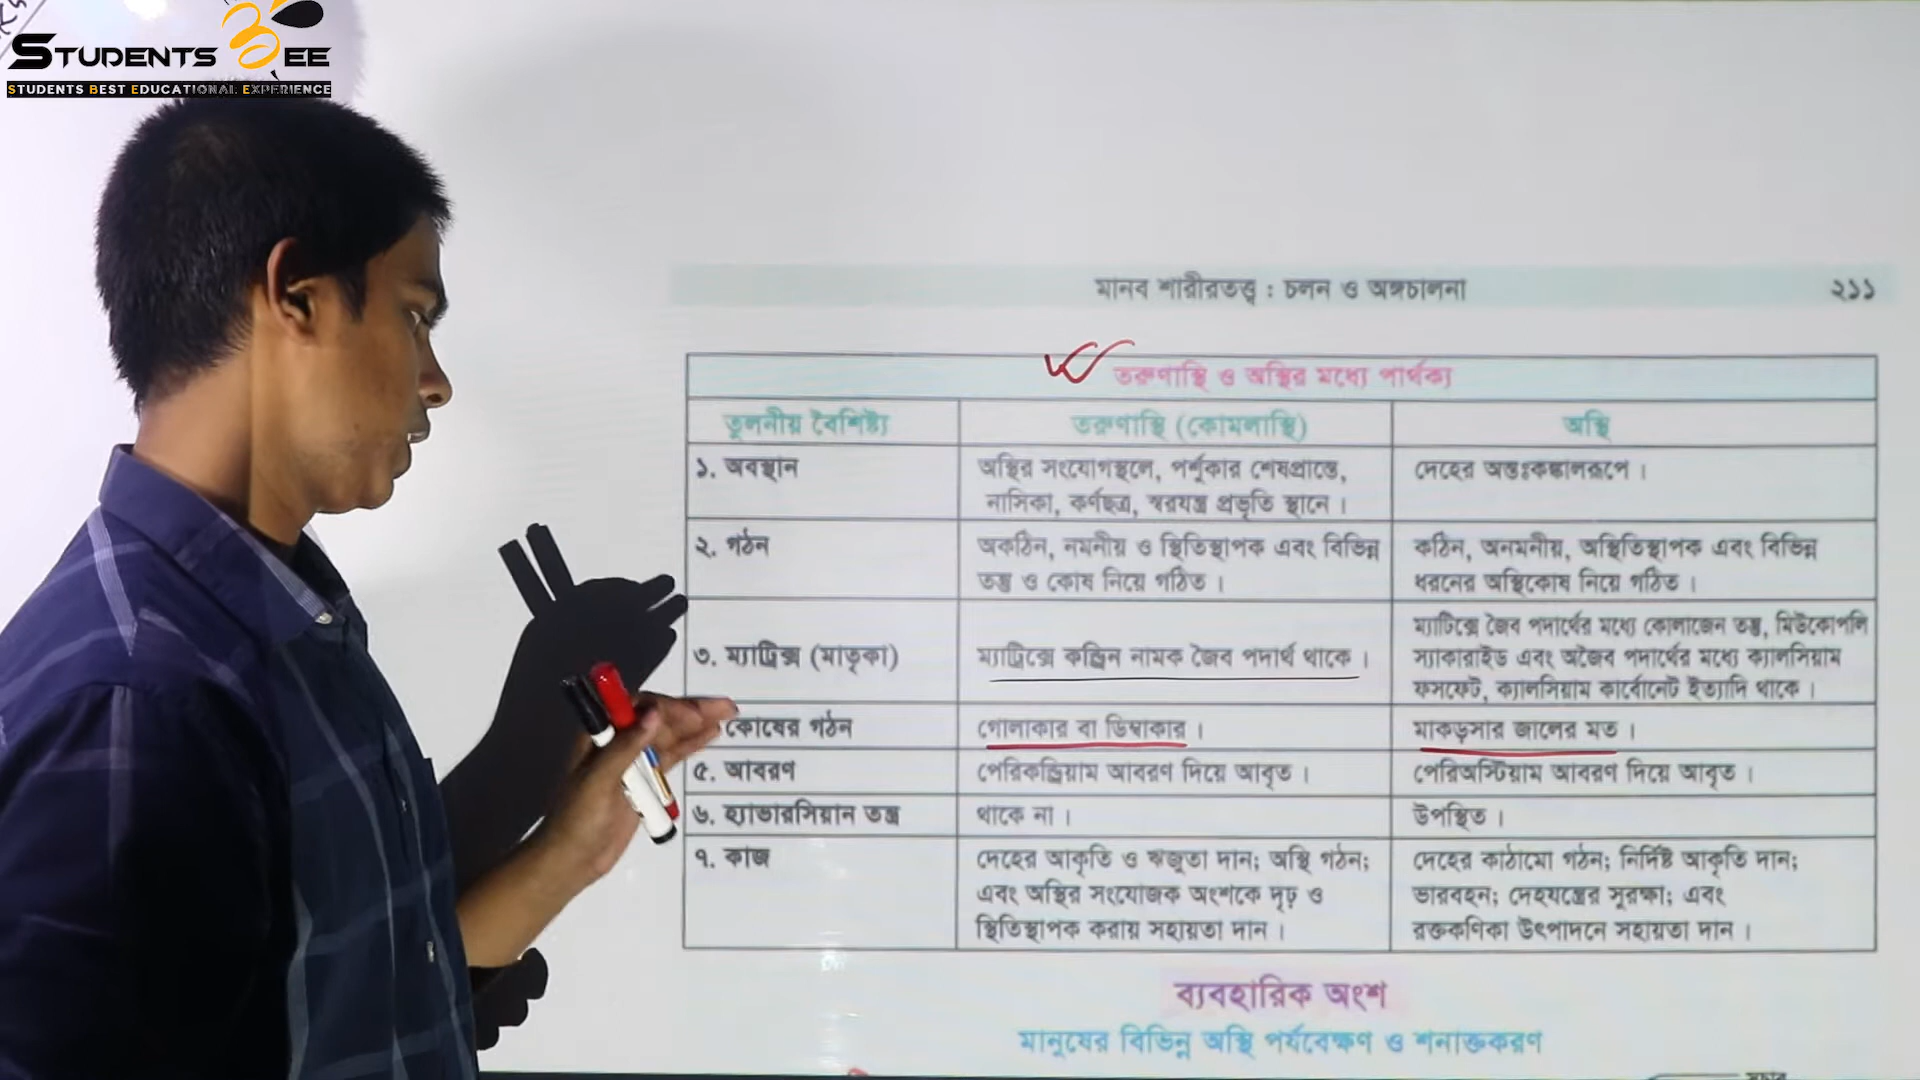 STUDENTS BEE
STUDENTS BEST EDUCATIONAL EXPERIENCE
মানব শারীরতত্ত্ব : চলন ও অঙ্গচালনা ২১১
তরুণাস্থি ও অস্থির মধ্যে পার্থক্য
তুলনীয় বৈশিষ্ট্য তরুণাস্থি (কোমলাস্থি) অস্থি
১. অবস্থান অস্থির সংযোগস্থলে, পর্শুকার শেষপ্রান্তে, দেহের অন্তঃকঙ্কালরূপে।
নাসিকা, কর্ণছত্র, স্বরযন্ত্র প্রভৃতি স্থানে।
২. গঠন অকঠিন, নমনীয় ও স্থিতিস্থাপক এবং বিভিন্ন কঠিন, অনমনীয়, অস্থিতিস্থাপক এবং বিভিন্ন
তন্তু ও কোষ নিয়ে গঠিত। ধরনের অস্থিকোষ নিয়ে গঠিত।
ম্যাটিক্সে জৈব পদার্থের মধ্যে কোলাজেন তন্তু, মিউকোপলি
৩. ম্যাট্রিক্স (মাতৃকা) ম্যাট্রিক্সে কন্ড্রিন নামক জৈব পদার্থ থাকে। স্যাকারাইড এবং অজৈব পদার্থের মধ্যে ক্যালসিয়াম
ফসফেট, ক্যালসিয়াম কার্বোনেট ইত্যাদি থাকে।
কোষের গঠন গোলাকার বা ডিম্বাকার। মাকড়সার জালের মত।
৫. আবরণ পেরিকন্ড্রিয়াম আবরণ দিয়ে আবৃত। পেরিঅস্টিয়াম আবরণ দিয়ে আবৃত।
৬. হ্যাভারসিয়ান তন্ত্র থাকে না। উপস্থিত।
৭. কাজ দেহের আকৃতি ও ঋজুতা দান; অস্থি গঠন; দেহের কাঠামো গঠন; নির্দিষ্ট আকৃতি দান;
এবং অস্থির সংযোজক অংশকে দৃঢ় ও ভারবহন; দেহযন্ত্রের সুরক্ষা; এবং
স্থিতিস্থাপক করায় সহায়তা দান। রক্তকণিকা উৎপাদনে সহায়তা দান।
ব্যবহারিক অংশ
মানুষের বিভিন্ন অস্থি পর্যবেক্ষণ ও শনাক্তকরণ